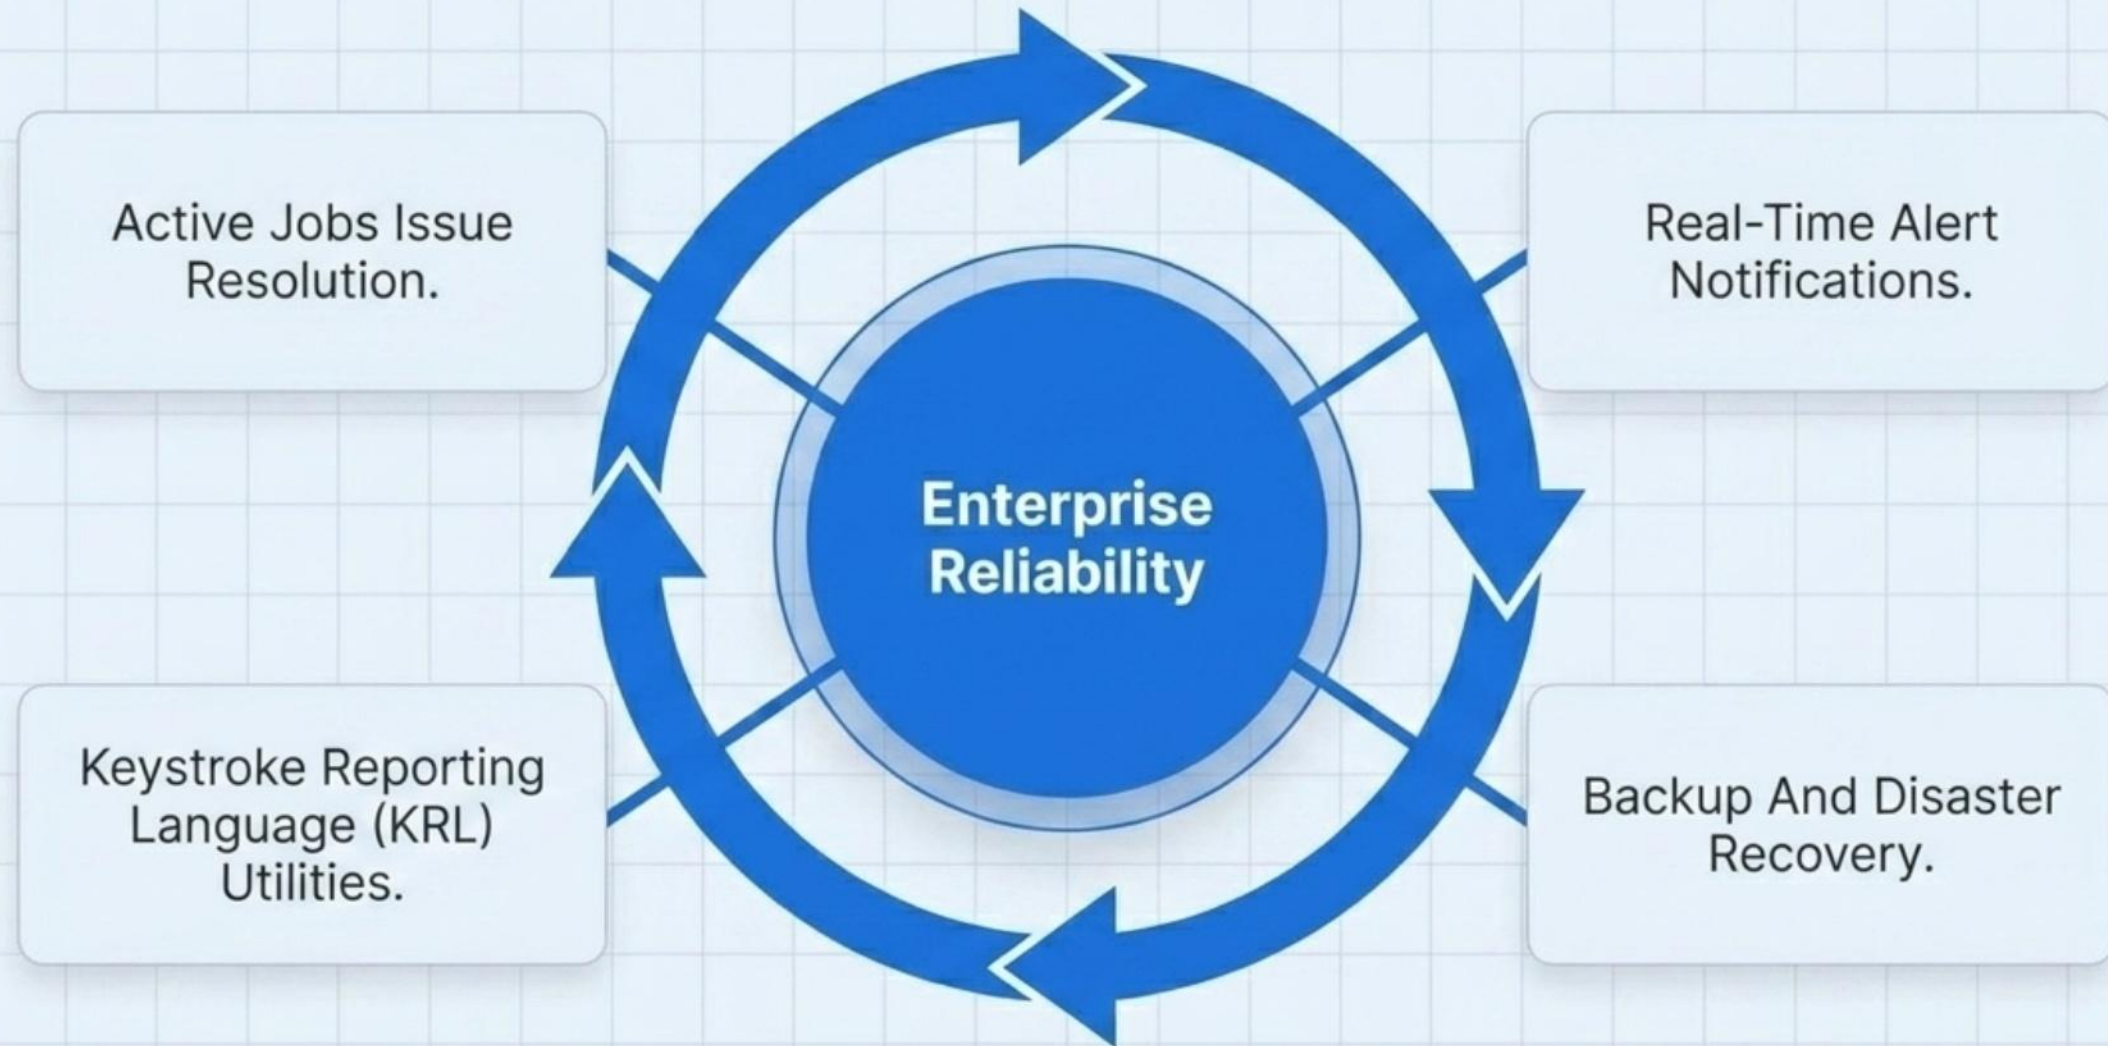 Active Jobs Issue
Resolution.
Real-Time Alert
Notifications.
Enterprise
Reliability
Keystroke Reporting
Language (KRL)
Utilities.
Backup And Disaster
Recovery.